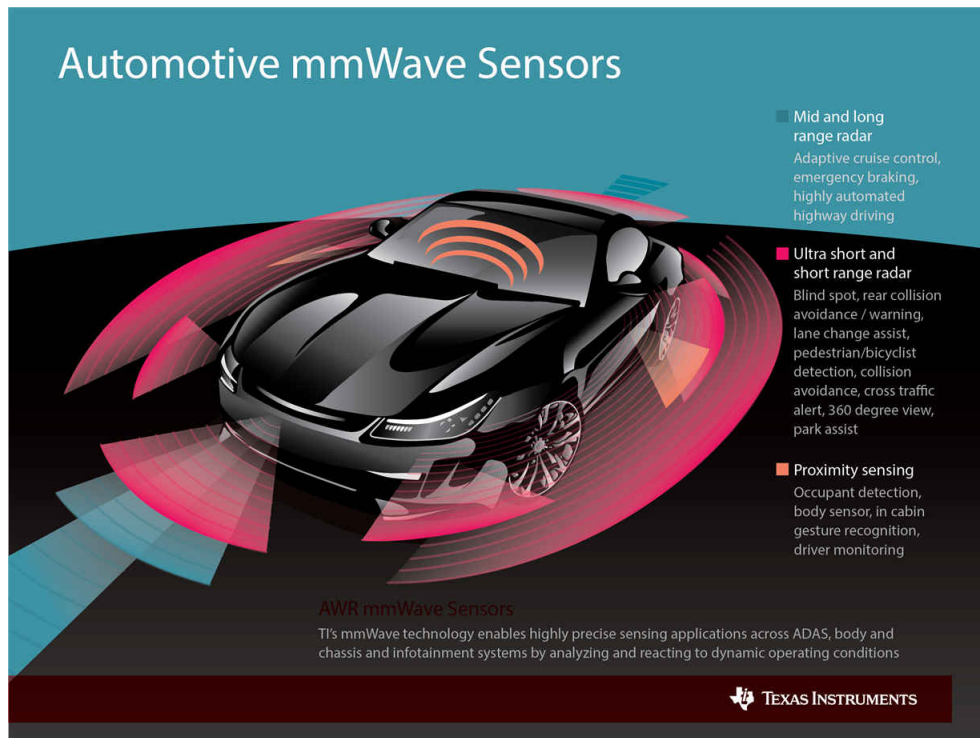 Automotive mmWave Sensors
Mid and long
range radar
Adaptive cruise control,
emergency braking,
highly automated
highway driving
Ultra short and
short range radar
Blind spot, rear collision
avoidance / warning,
lane change assist,
pedestrian/bicyclist
detection, collision
avoidance, cross traffic
alert, 360 degree view,
park assist
Proximity sensing
Occupant detection,
body sensor, in cabin
gesture recognition,
driver monitoring
AWR mmWave Sensors
TI's mmWave technology enables highly precise sensing applications across ADAS, body and
chassis and infotainment systems by analyzing and reacting to dynamic operating conditions
TEXAS INSTRUMENTS